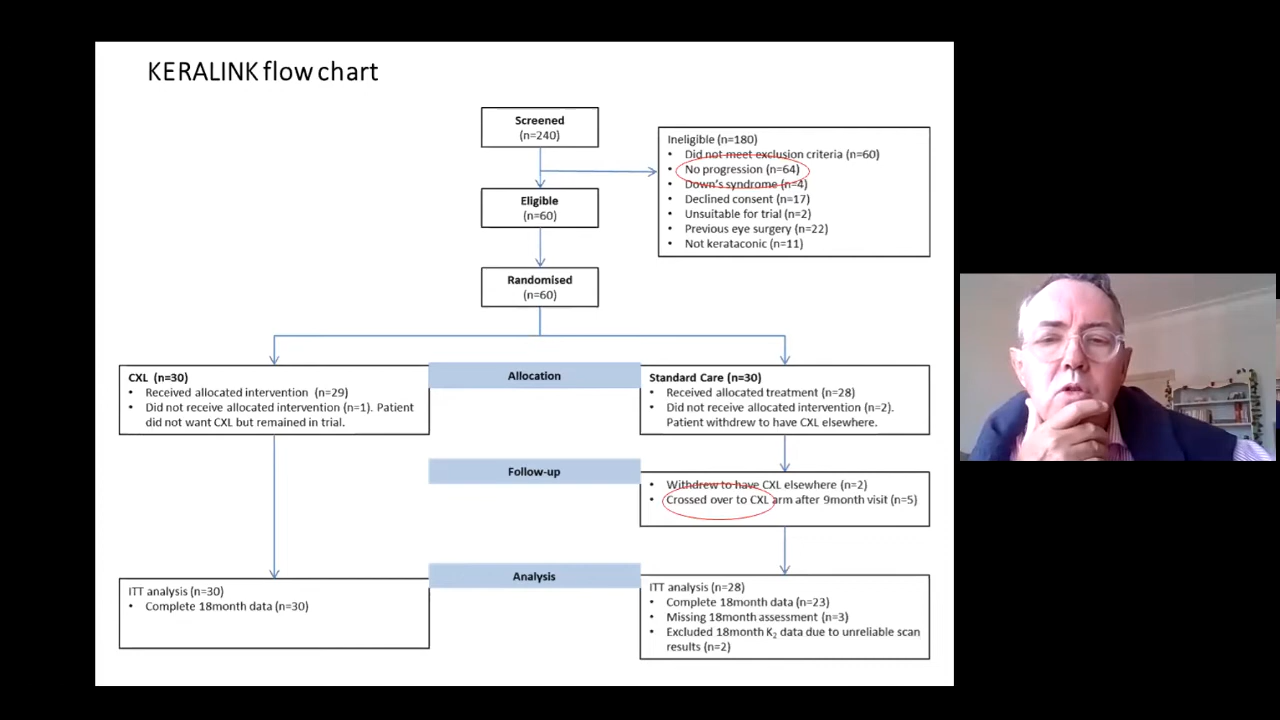 KERALINK flow chart
Screened
(n=240)
Ineligible (n=180)
• Did not meet exclusion criteria (n=60)
• No progression (n=64)
• Down's syndrome (n=4)
• Declined consent (n=17)
• Unsuitable for trial (n=2)
• Previous eye surgery (n=22)
• Not kerataconic (n=11)
Eligible
(n=60)
Randomised
(n=60)
CXL (n=30)
• Received allocated intervention (n=29)
• Did not receive allocated intervention (n=1). Patient
did not want CXL but remained in trial.
Allocation
Standard Care (n=30)
• Received allocated treatment (n=28)
• Did not receive allocated intervention (n=2).
Patient withdrew to have CXL elsewhere.
Follow-up
• Withdrew to have CXL elsewhere (n=2)
• Crossed over to CXL arm after 9month visit (n=5)
Analysis
ITT analysis (n=30)
• Complete 18month data (n=30)
ITT analysis (n=28)
• Complete 18month data (n=23)
• Missing 18month assessment (n=3)
• Excluded 18month K₂ data due to unreliable scan
results (n=2)